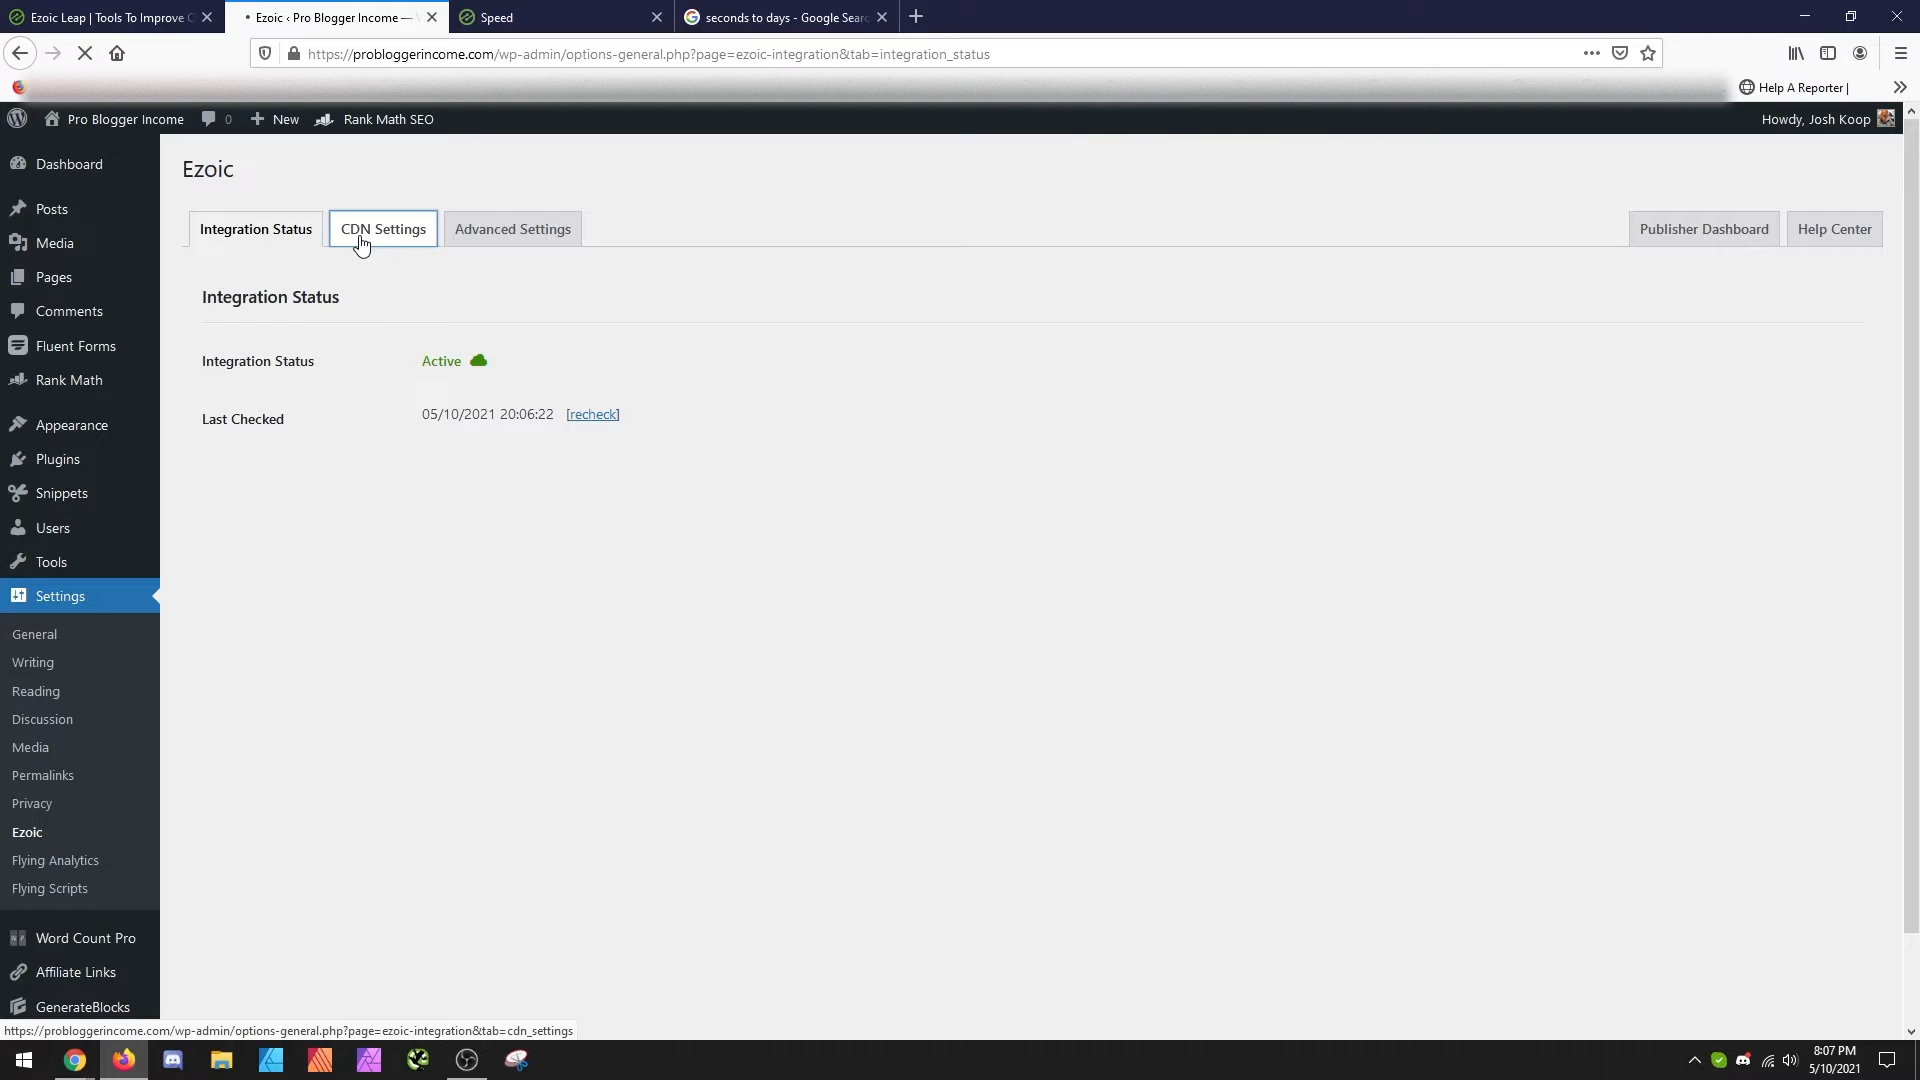 Ezoic Leap | Tools To Improve C
Ezoic ‹ Pro Blogger Income — W
Speed
seconds to days - Google Searc
https://probloggerincome.com/wp-admin/options-general.php?page=ezoic-integration&tab=integration_status
Help A Reporter |
Pro Blogger Income
0
New
Rank Math SEO
Howdy, Josh Koop
Dashboard
Posts
Media
Pages
Comments
Fluent Forms
Rank Math
Appearance
Plugins
Snippets
Users
Tools
Settings
General
Writing
Reading
Discussion
Media
Permalinks
Privacy
Ezoic
Flying Analytics
Flying Scripts
Word Count Pro
Affiliate Links
GenerateBlocks
Ezoic
Integration Status
CDN Settings
Advanced Settings
Publisher Dashboard
Help Center
Integration Status
Integration Status
Active
Last Checked
05/10/2021 20:06:22 [recheck]
https://probloggerincome.com/wp-admin/options-general.php?page=ezoic-integration&tab=cdn_settings
8:07 PM
5/10/2021